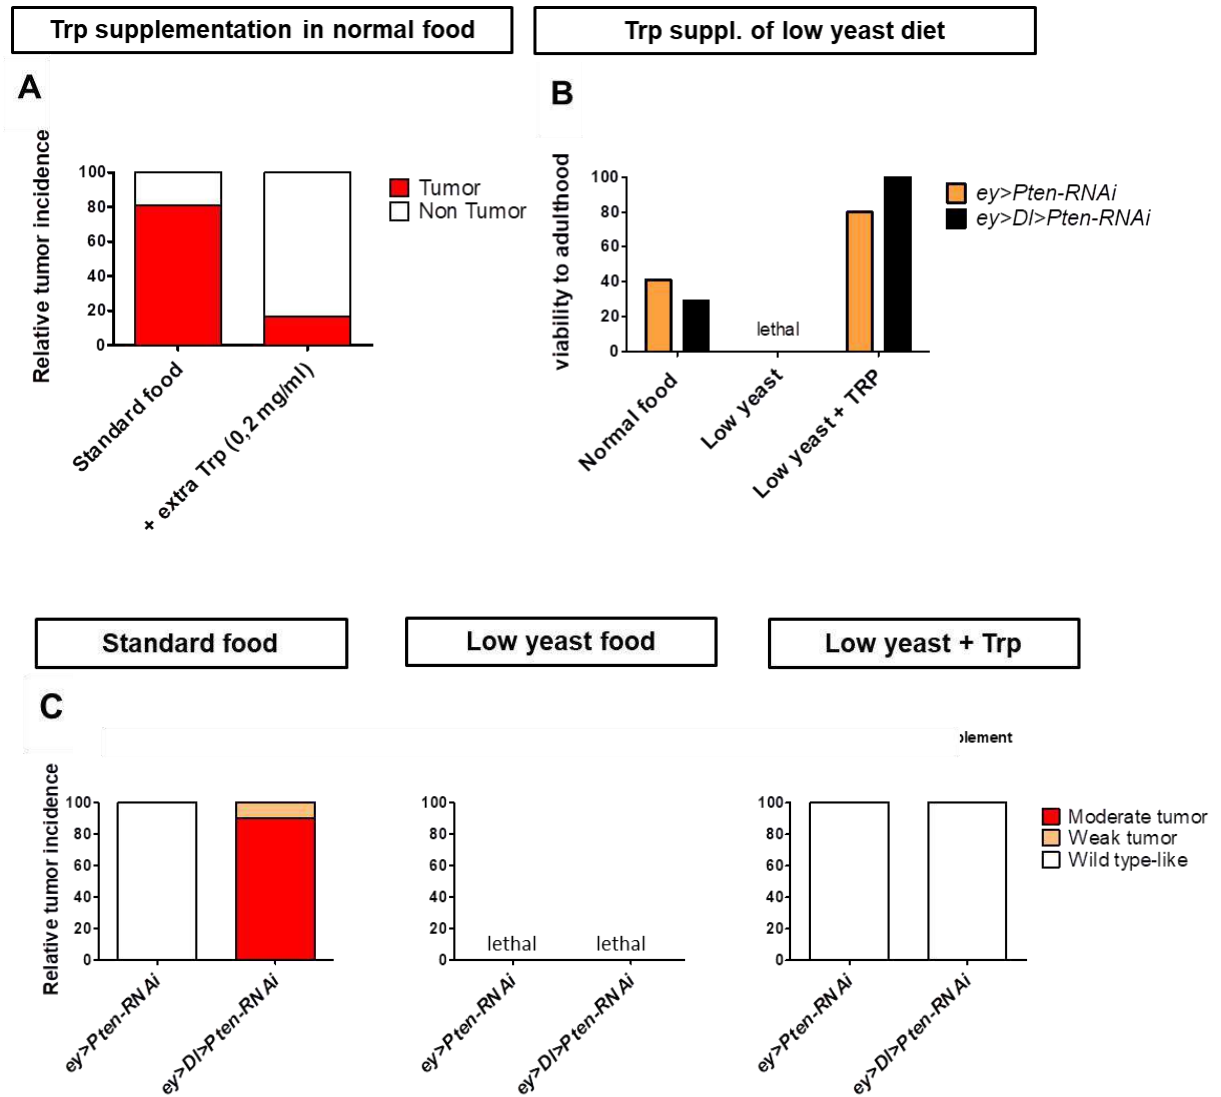 Trp supplementation in normal food
Trp suppl. of low yeast diet
A
Relative tumor incidence
100
80
60
40
20
0
Standard food
+ extra Trp (0,2 mg/ml)
Tumor
Non Tumor
B
viability to adulthood
100
80
60
40
20
0
lethal
Normal food
Low yeast
Low yeast + TRP
ey>Pten-RNAi
ey>Dl>Pten-RNAi
Standard food
Low yeast food
Low yeast + Trp
C
plement
Relative tumor incidence
100
80
60
40
20
0
ey>Pten-RNAi
ey>Dl>Pten-RNAi
100
80
60
40
20
0
lethal
lethal
ey>Pten-RNAi
ey>Dl>Pten-RNAi
100
80
60
40
20
0
ey>Pten-RNAi
ey>Dl>Pten-RNAi
Moderate tumor
Weak tumor
Wild type-like